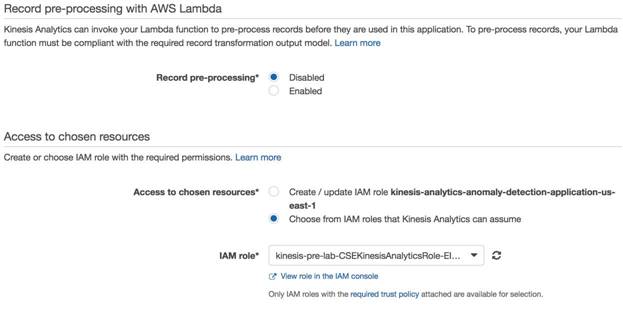 Record pre-processing with AWS Lambda
Kinesis Analytics can invoke your Lambda function to pre-process records before they are used in this application. To pre-process records, your Lambda
function must be compliant with the required record transformation output model. Learn more
Record pre-processing* Disabled
Enabled
Access to chosen resources
Create or choose IAM role with the required permissions. Learn more
Access to chosen resources* Create / update IAM role kinesis-analytics-anomaly-detection-application-us-
east-1
Choose from IAM roles that Kinesis Analytics can assume
IAM role* kinesis-pre-lab-CSEKinesisAnalyticsRole-EI...
View role in the IAM console
Only IAM roles with the required trust policy attached are available for selection.